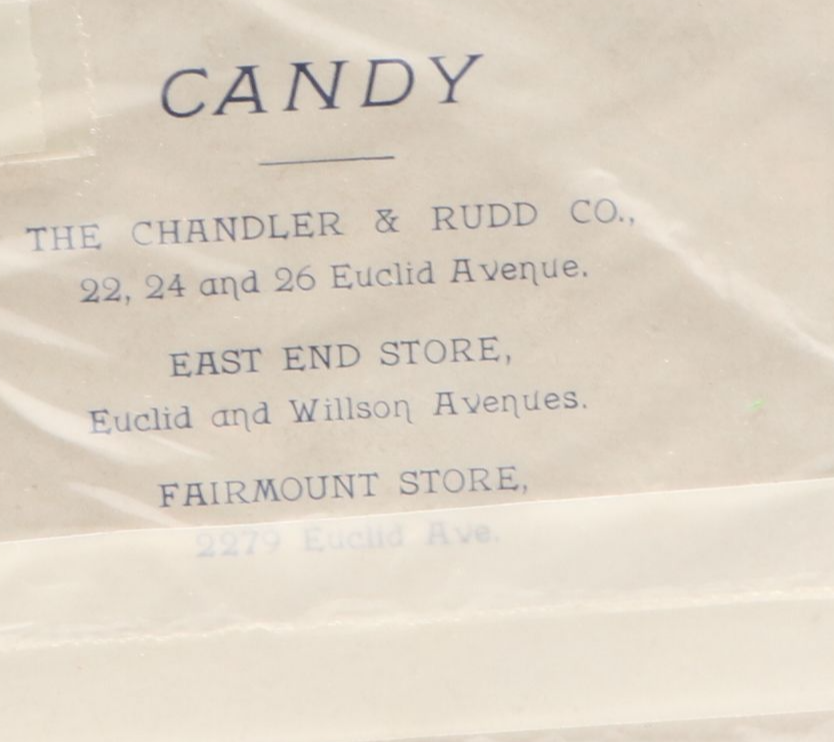 CANDY
THE CHANDLER & RUDD CO.,
22, 24 and 26 Euclid Avenue.
EAST END STORE,
Euclid and Willson Avenues.
FAIRMOUNT STORE,
2279 Euclid Ave.